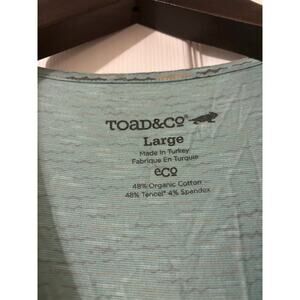 TOAD&CO
Large
Made In Turkey
Fabrique En Turquie
eCO
48% Organic Cotton
48% Tencel* 4% Spandex